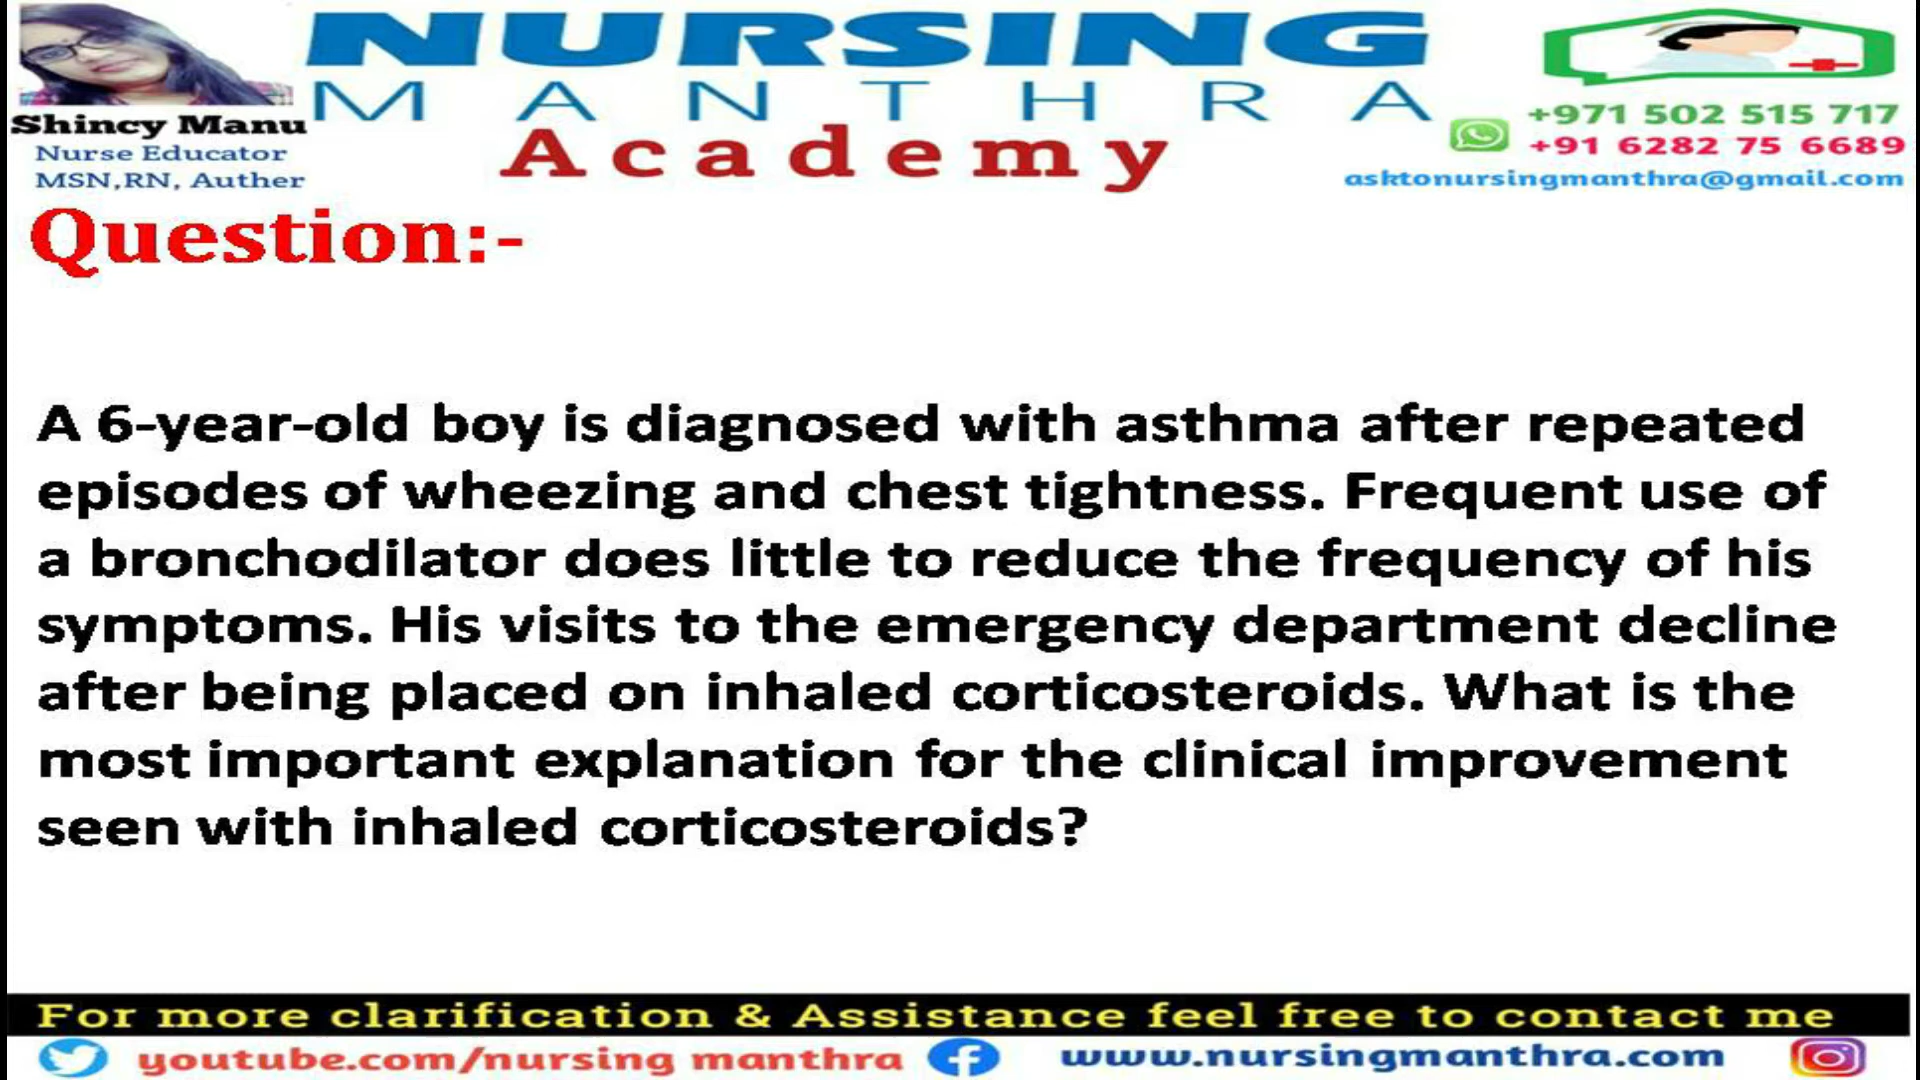 NURSING
MANTHRA
Academy
Shincy Manu
Nurse Educator
MSN,RN, Auther
+971 502 515 717
+91 6282 75 6689
asktonursingmanthra@gmail.com
Question:-
A 6-year-old boy is diagnosed with asthma after repeated
episodes of wheezing and chest tightness. Frequent use of
a bronchodilator does little to reduce the frequency of his
symptoms. His visits to the emergency department decline
after being placed on inhaled corticosteroids. What is the
most important explanation for the clinical improvement
seen with inhaled corticosteroids?
For more clarification & Assistance feel free to contact me
youtube.com/nursing manthra
www.nursingmanthra.com